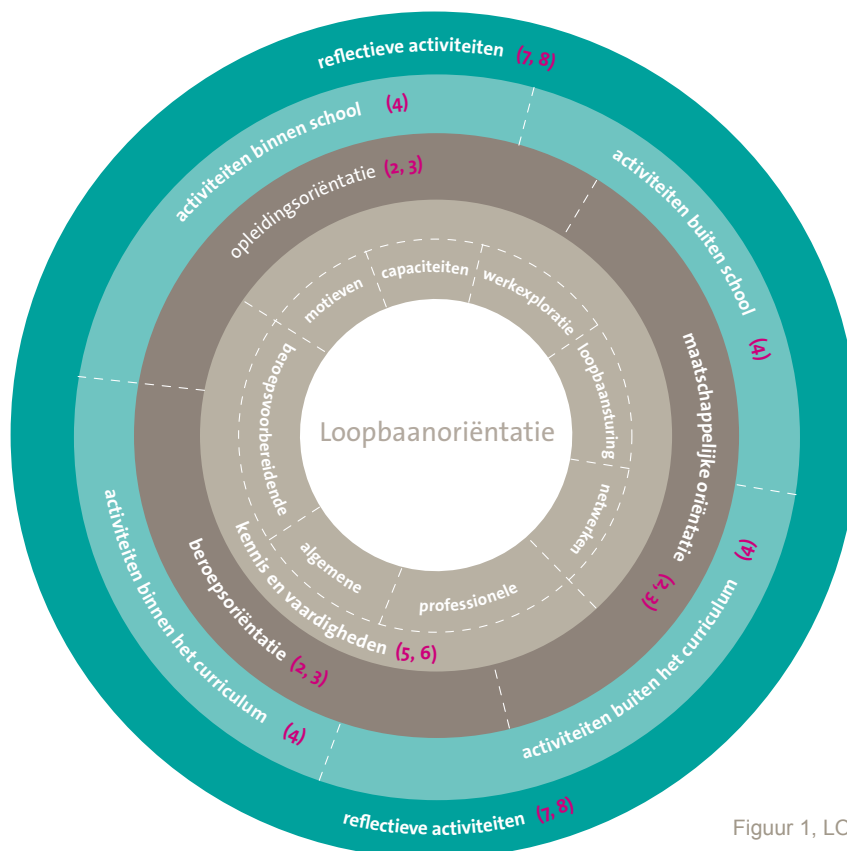 reflectieve activiteiten (7, 8)
activiteiten binnen school (4)
activiteiten buiten school (4)
opleidingsoriëntatie (2, 3)
maatschappelijke oriëntatie (2, 3)
motieven
capaciteiten
werkexploratie
loopbaansturing
netwerken
beroepsvoorbereidende
algemene
professionele
kennis en vaardigheden (5, 6)
Loopbaanoriëntatie
beroepsoriëntatie (2, 3)
activiteiten binnen het curriculum (4)
activiteiten buiten het curriculum (4)
reflectieve activiteiten (7, 8)
Figuur 1, LO